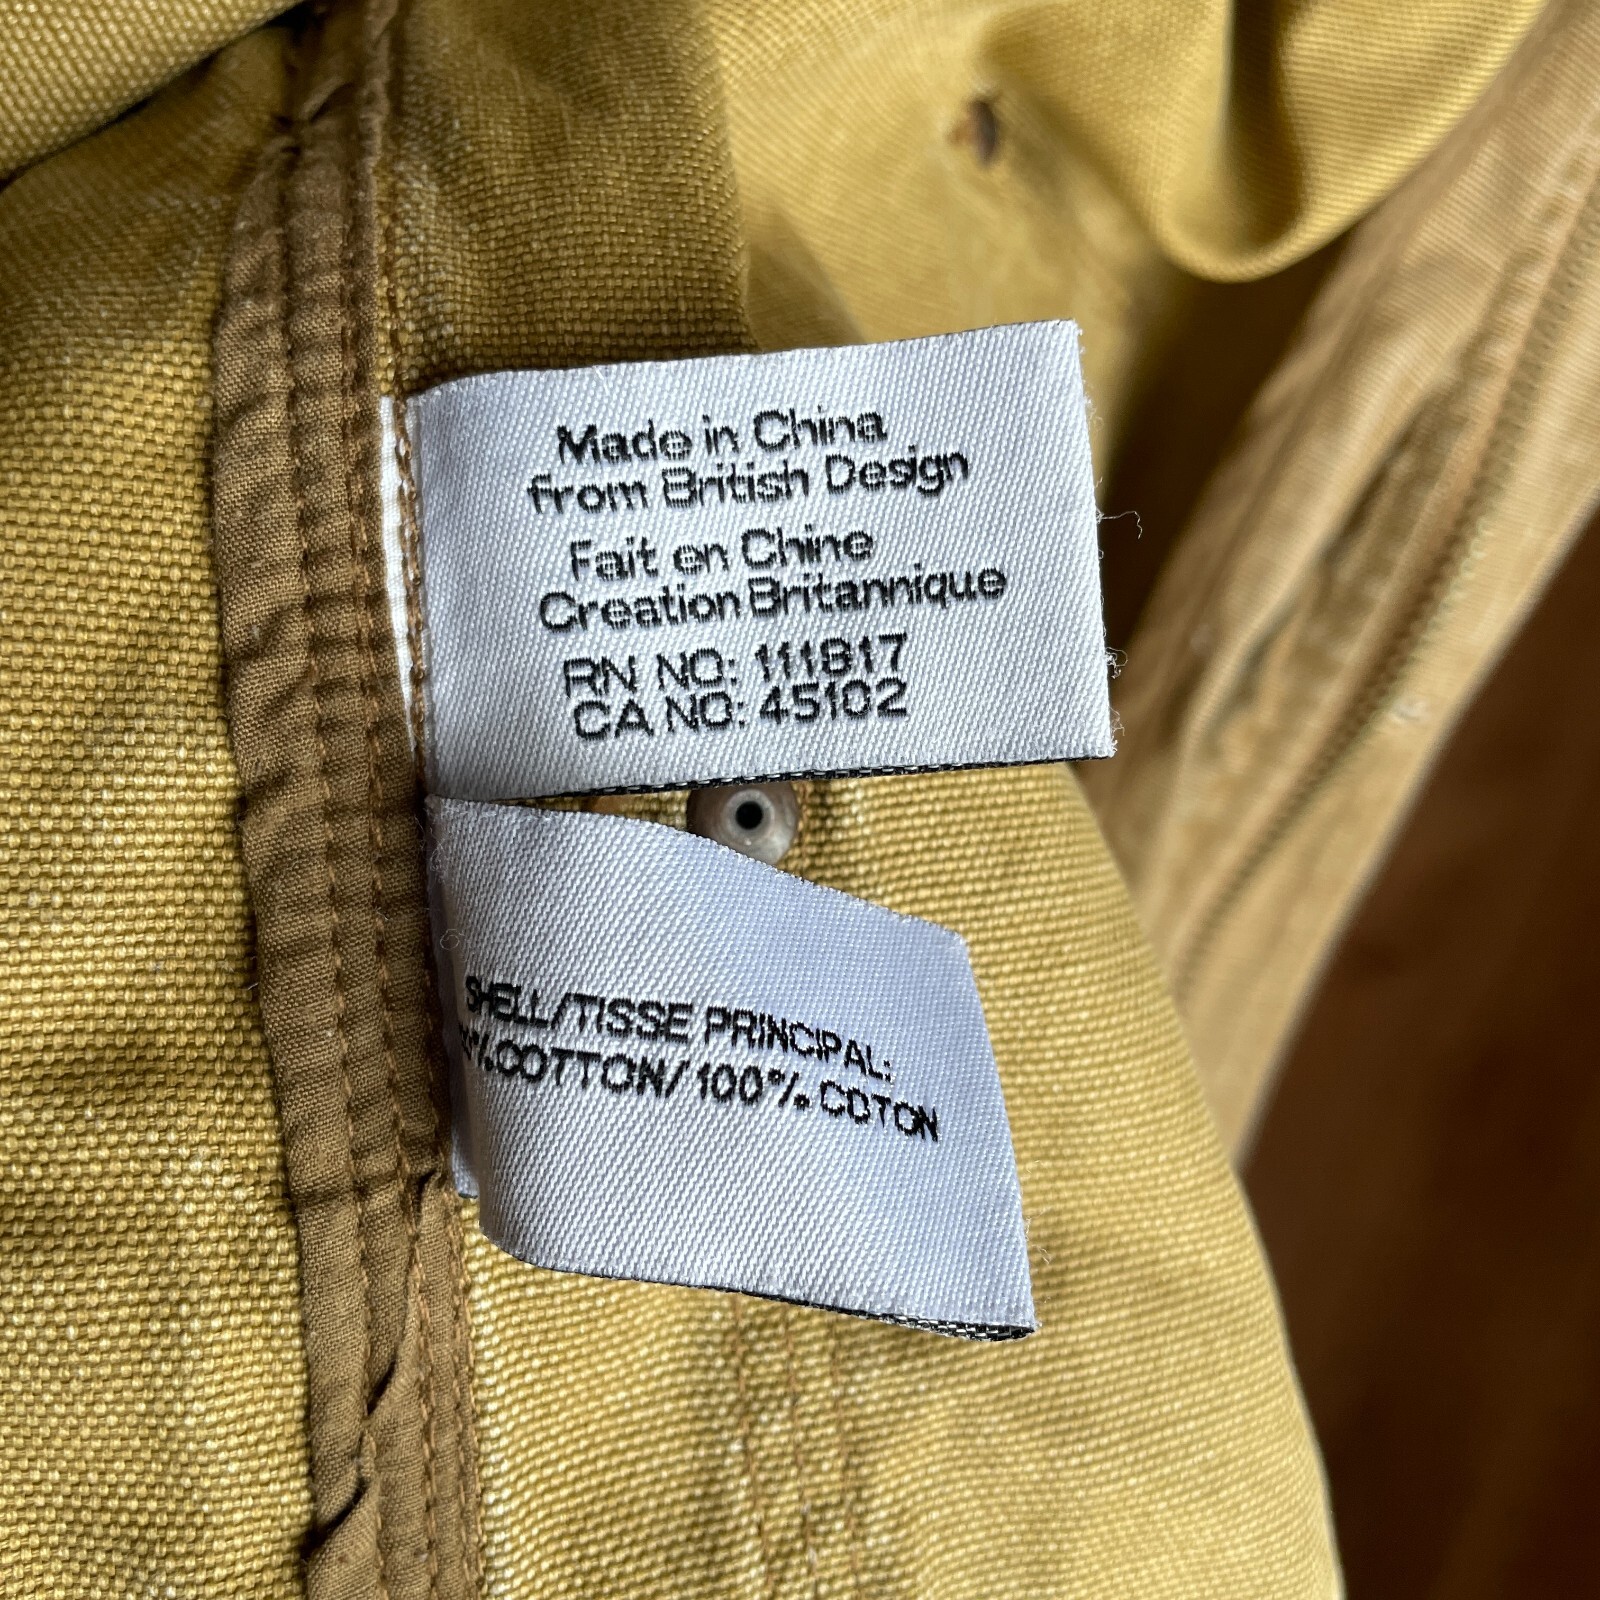 Made in China
from British Design
Fait en Chine
Creation Britannique
RN NO: 111817
CA NO: 45102
SHELL/TISSE PRINCIPAL:
COTTON/100% COTON